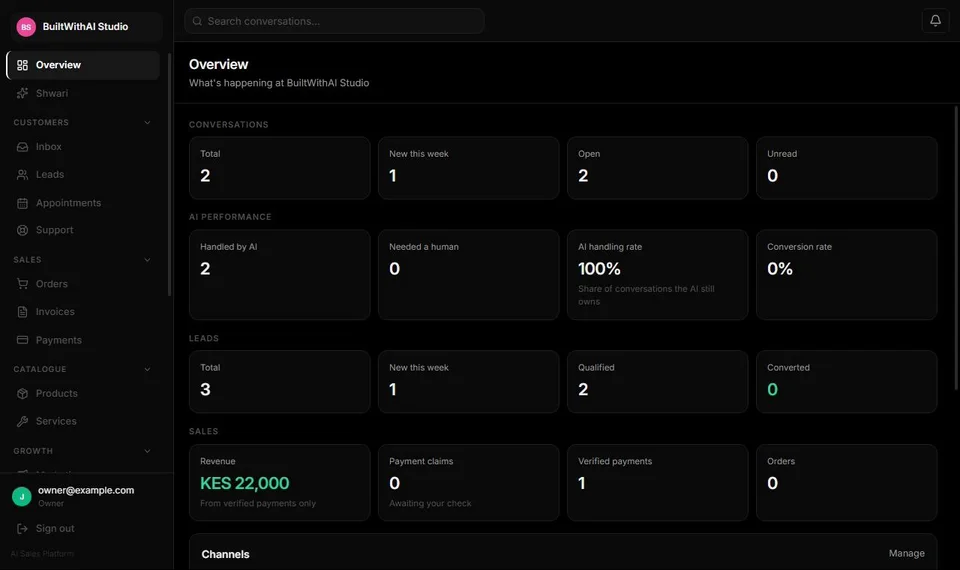 BS BuiltWithAI Studio
Search conversations...
Overview
Shwari
CUSTOMERS
Inbox
Leads
Appointments
Support
SALES
Orders
Invoices
Payments
CATALOGUE
Products
Services
GROWTH
J owner@example.com
Owner
Sign out
AI Sales Platform
Overview
What's happening at BuiltWithAI Studio
CONVERSATIONS
Total
2
New this week
1
Open
2
Unread
0
AI PERFORMANCE
Handled by AI
2
Needed a human
0
AI handling rate
100%
Share of conversations the AI still
owns
Conversion rate
0%
LEADS
Total
3
New this week
1
Qualified
2
Converted
0
SALES
Revenue
KES 22,000
From verified payments only
Payment claims
0
Awaiting your check
Verified payments
1
Orders
0
Channels
Manage